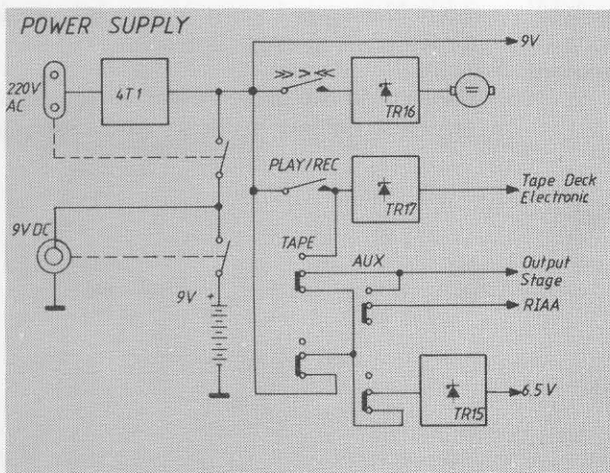 POWER SUPPLY
9V
220V
AC
4T1
>> > <
TR16
PLAY/REC
TR17
Tape Deck
Electronic
9V DC
TAPE
AUX
Output
Stage
RIAA
9V +
TR15
6.5 V